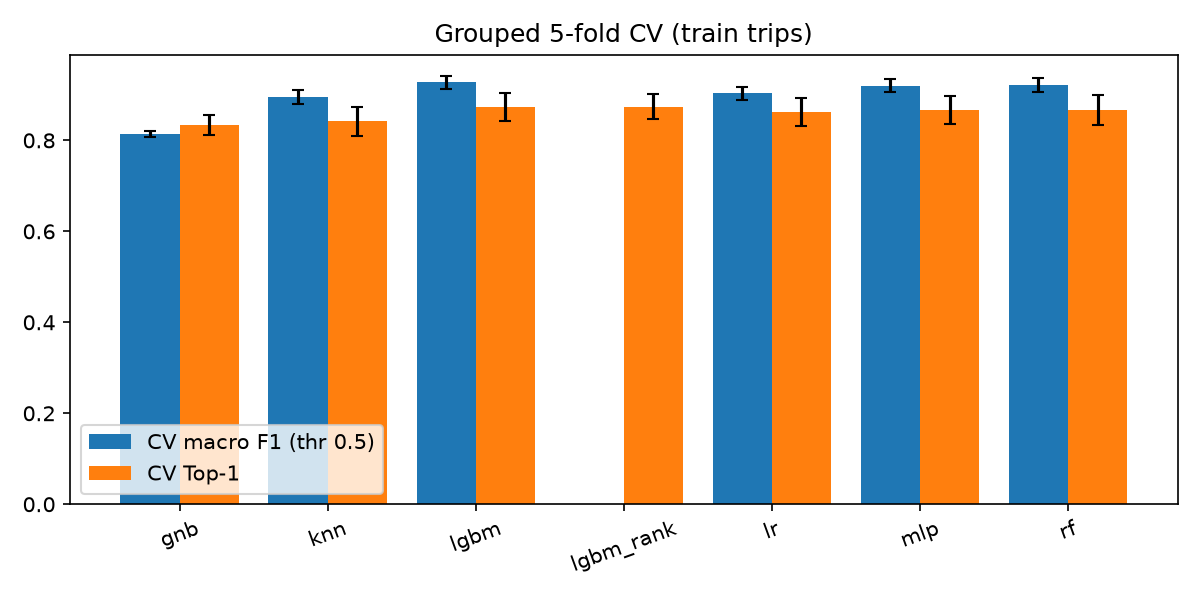 Grouped 5-fold CV (train trips)
0.8
0.6
0.4
0.2
0.0
CV macro F1 (thr 0.5)
CV Top-1
gnb
knn
lgbm
lgbm_rank
lr
mlp
rf